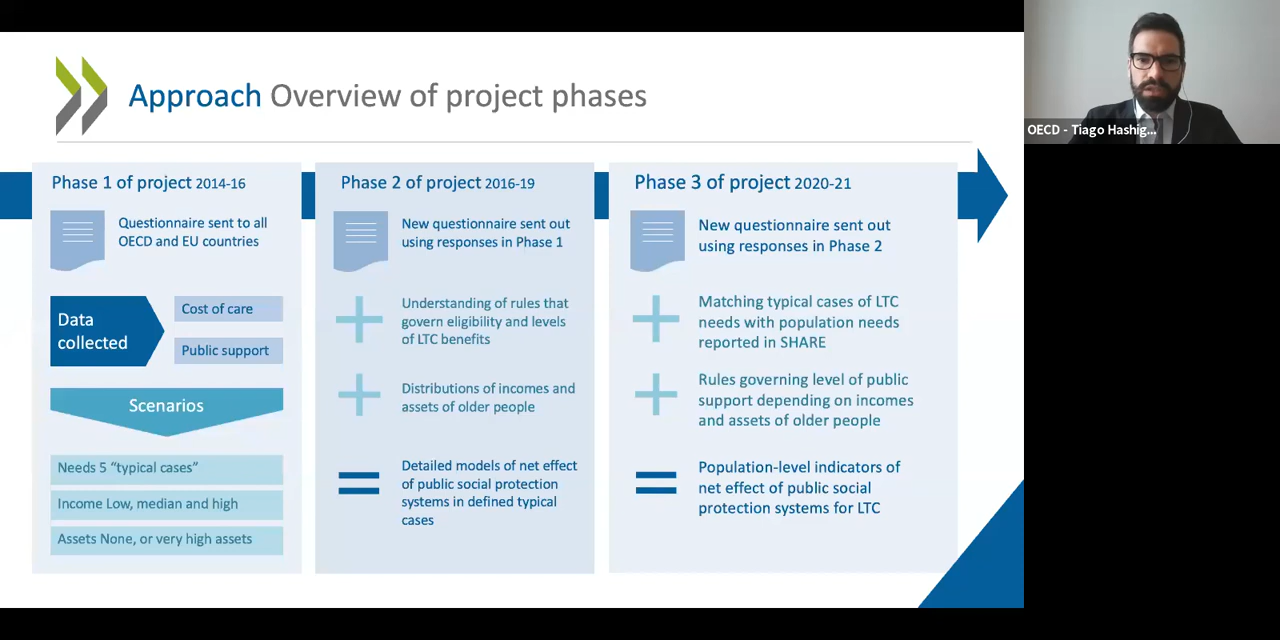 Approach Overview of project phases
Phase 1 of project 2014-16
Questionnaire sent to all
OECD and EU countries
Data
collected
Cost of care
Public support
Scenarios
Needs 5 “typical cases”
Income Low, median and high
Assets None, or very high assets
Phase 2 of project 2016-19
New questionnaire sent out
using responses in Phase 1
Understanding of rules that
govern eligibility and levels
of LTC benefits
Distributions of incomes and
assets of older people
Detailed models of net effect
of public social protection
systems in defined typical
cases
Phase 3 of project 2020-21
New questionnaire sent out
using responses in Phase 2
Matching typical cases of LTC
needs with population needs
reported in SHARE
Rules governing level of public
support depending on incomes
and assets of older people
Population-level indicators of
net effect of public social
protection systems for LTC
OECD - Tiago Hashig...